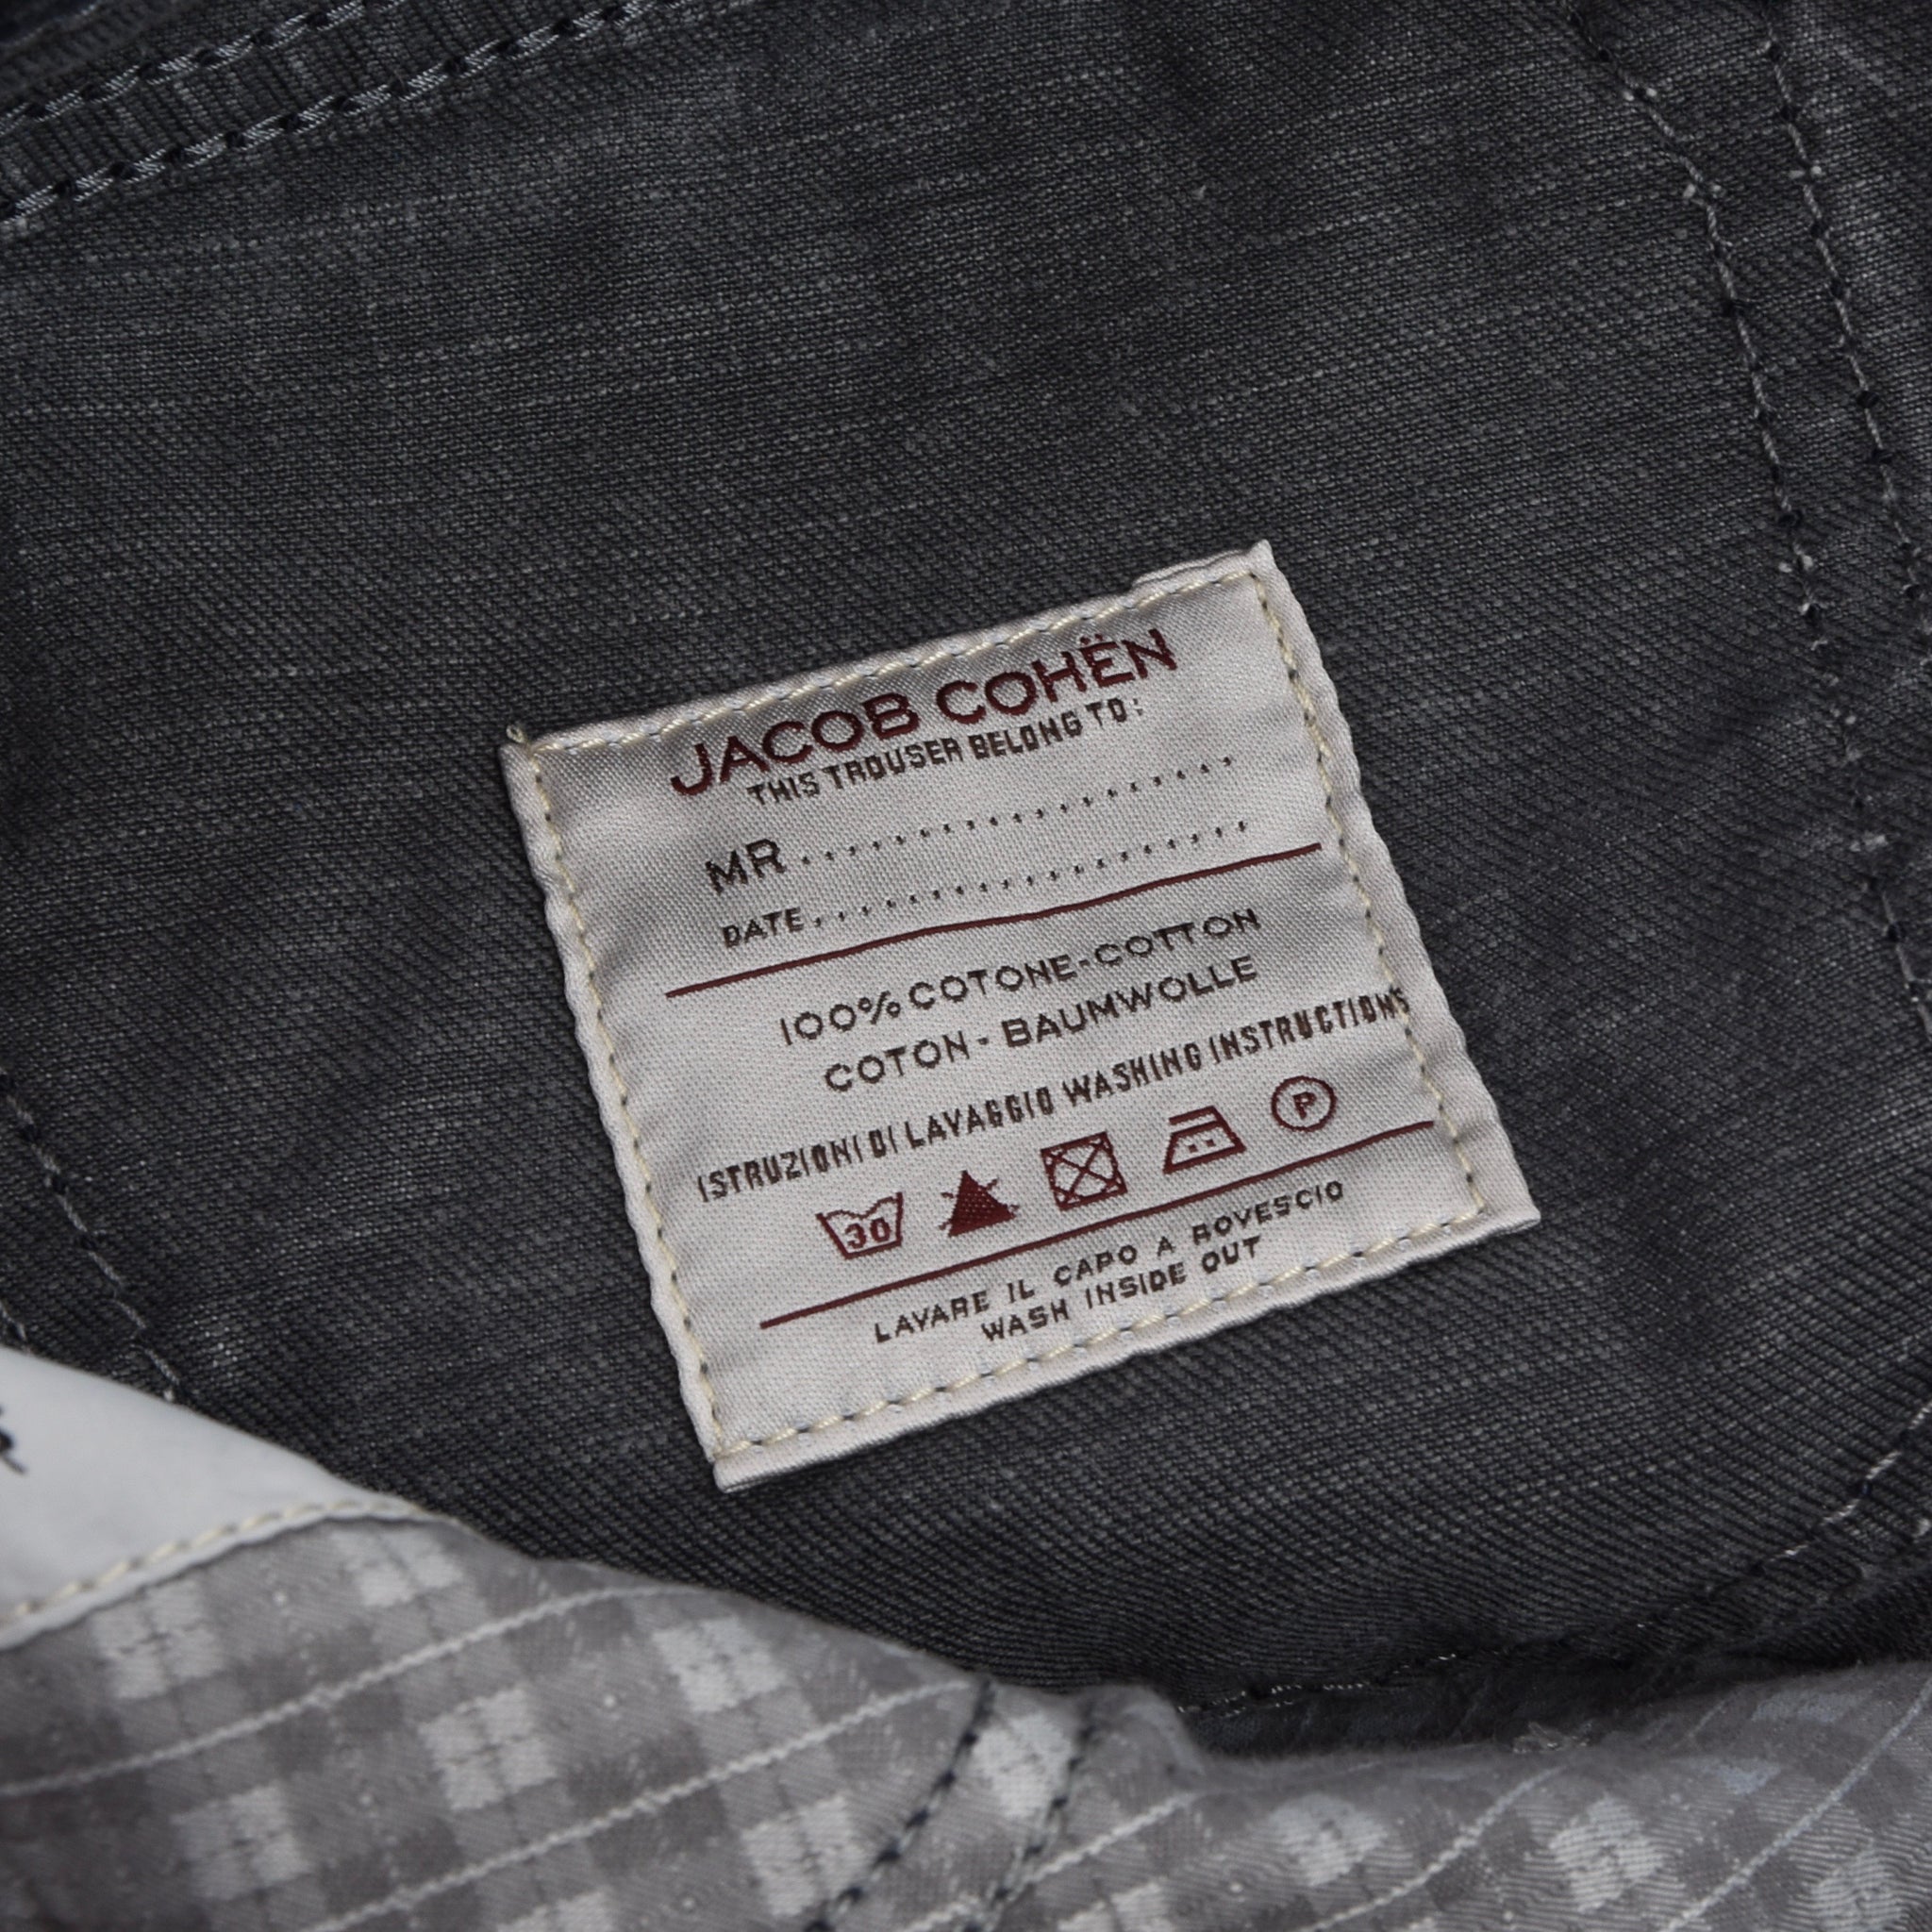 JACOB COHËN
THIS TROUSER BELONG TO:
MR..................
DATE...................
100% COTONE-COTTON
COTON - BAUMWOLLE
ISTRUZIONI DI LAVAGGIO WASHING INSTRUCTIONS
30 P
LAVARE IL CAPO A ROVESCIO
WASH INSIDE OUT